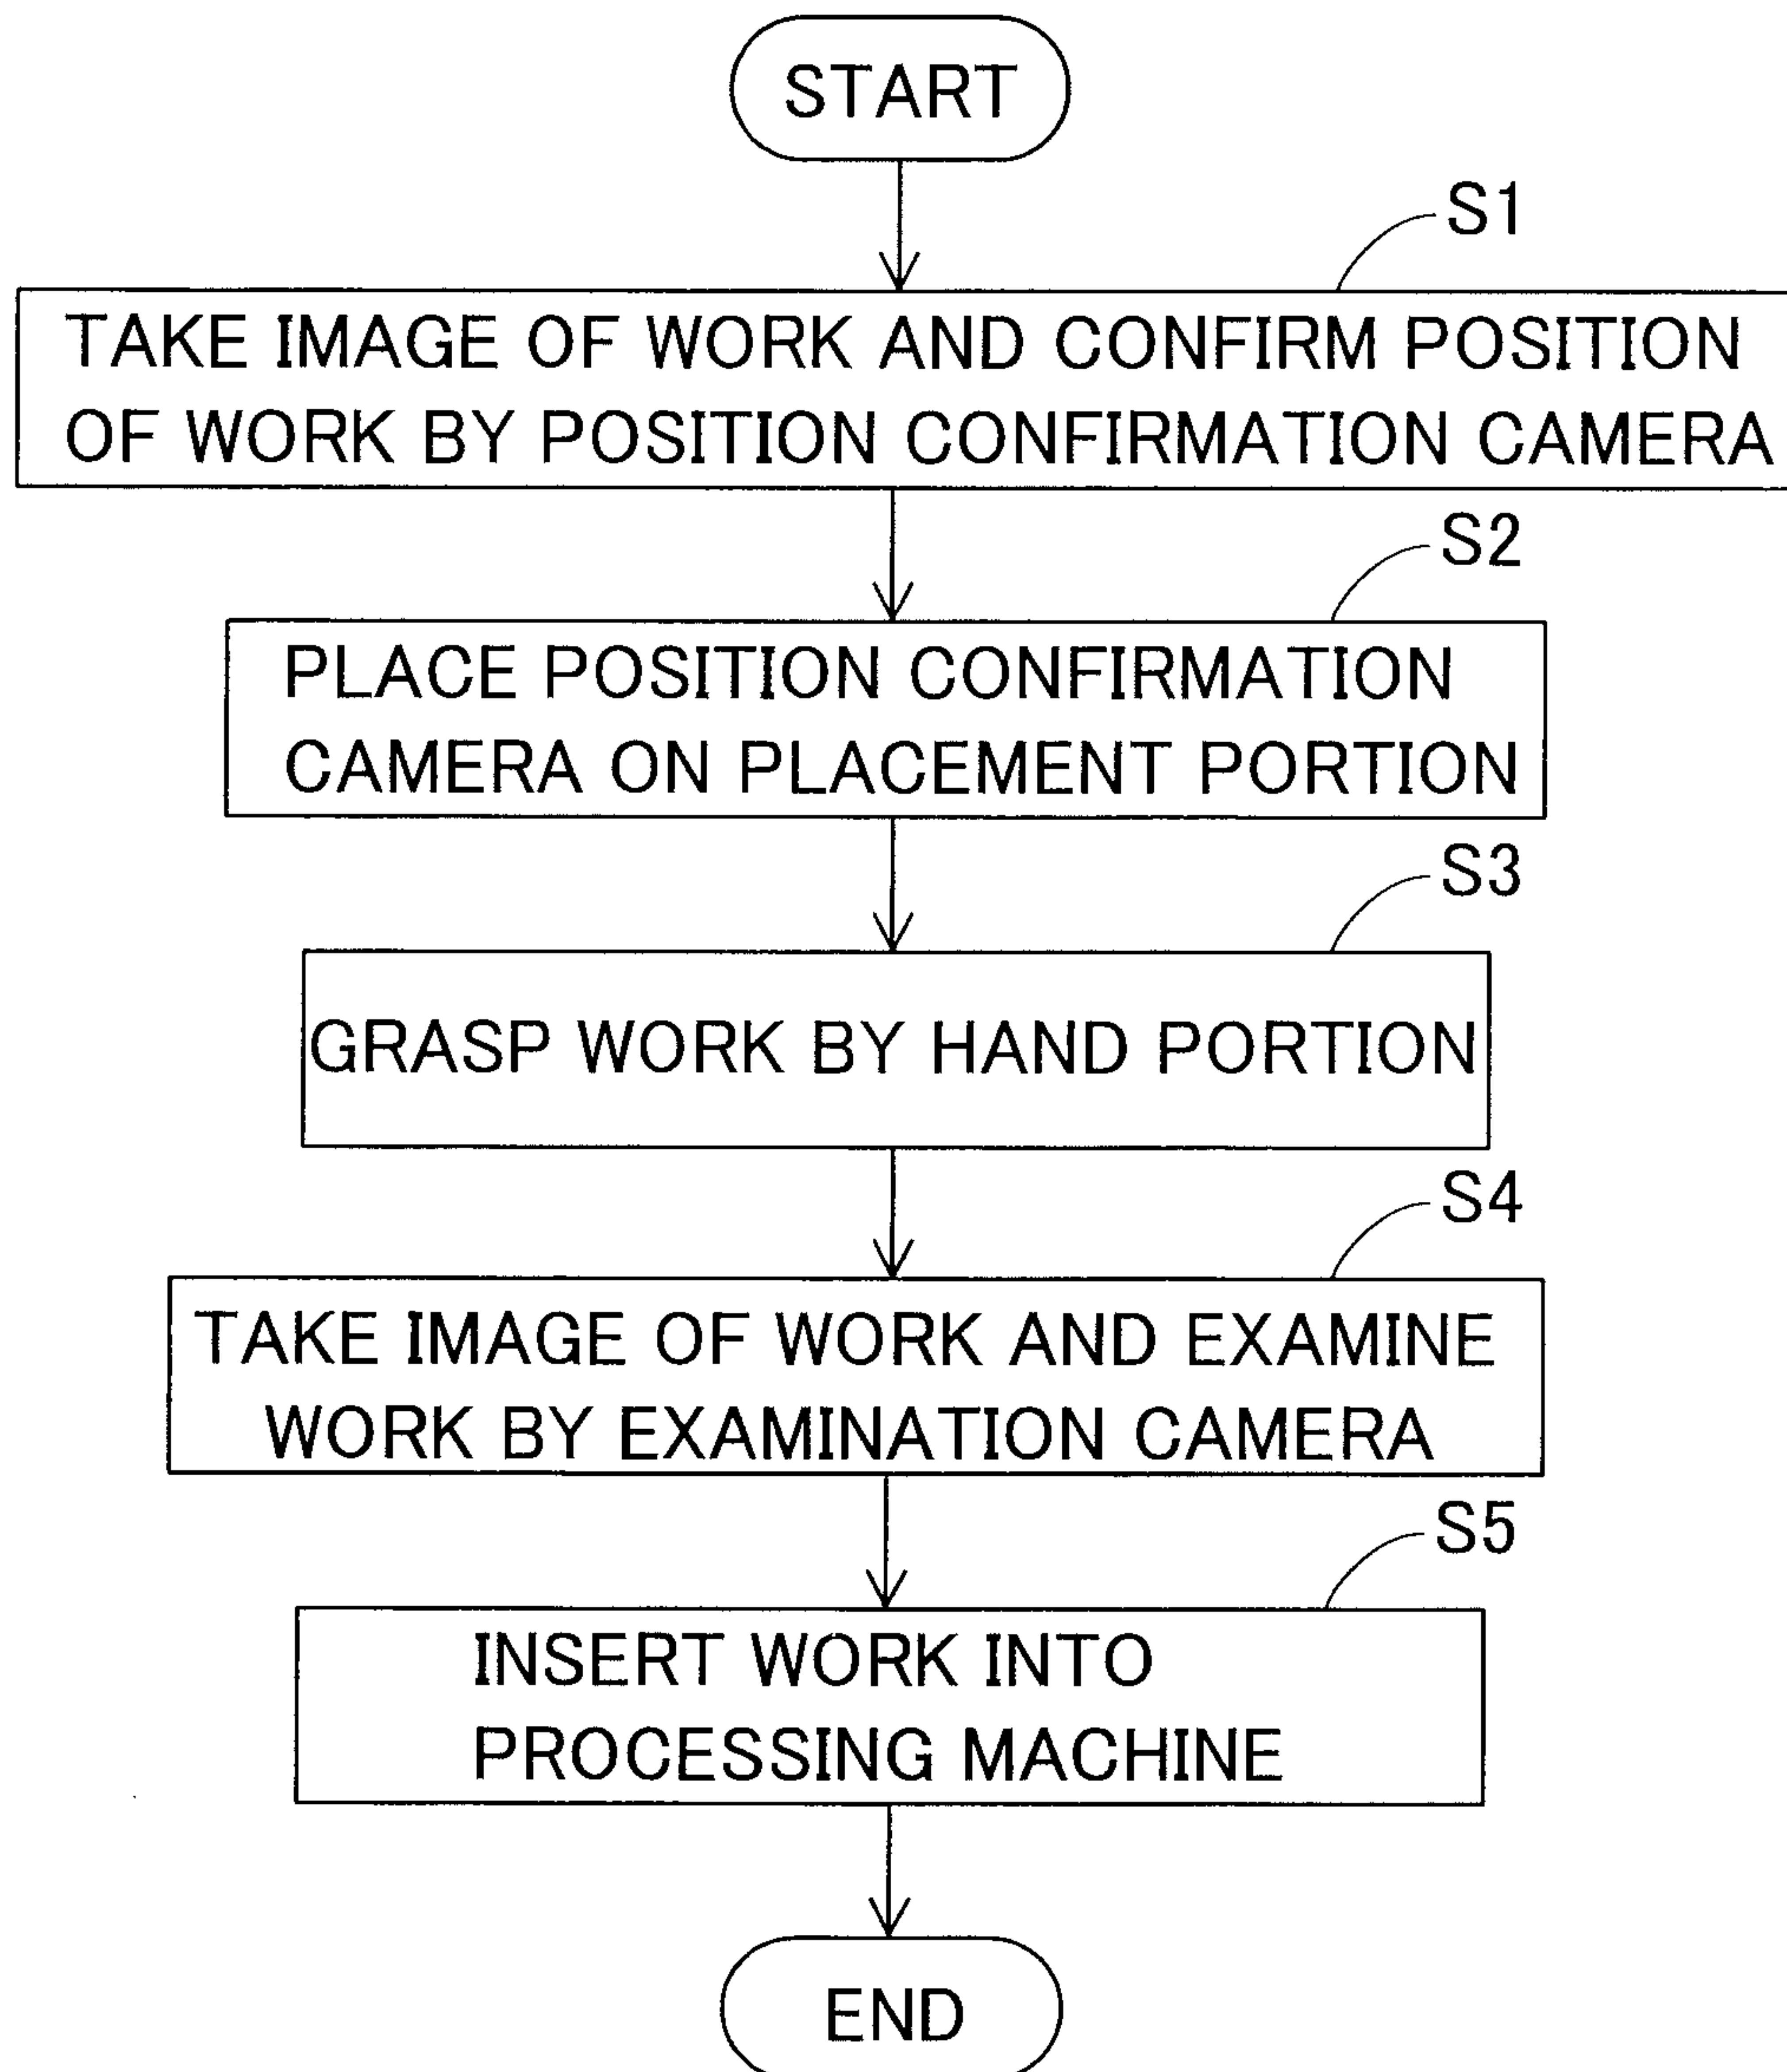 START
S1
TAKE IMAGE OF WORK AND CONFIRM POSITION
OF WORK BY POSITION CONFIRMATION CAMERA
S2
PLACE POSITION CONFIRMATION
CAMERA ON PLACEMENT PORTION
S3
GRASP WORK BY HAND PORTION
S4
TAKE IMAGE OF WORK AND EXAMINE
WORK BY EXAMINATION CAMERA
S5
INSERT WORK INTO
PROCESSING MACHINE
END